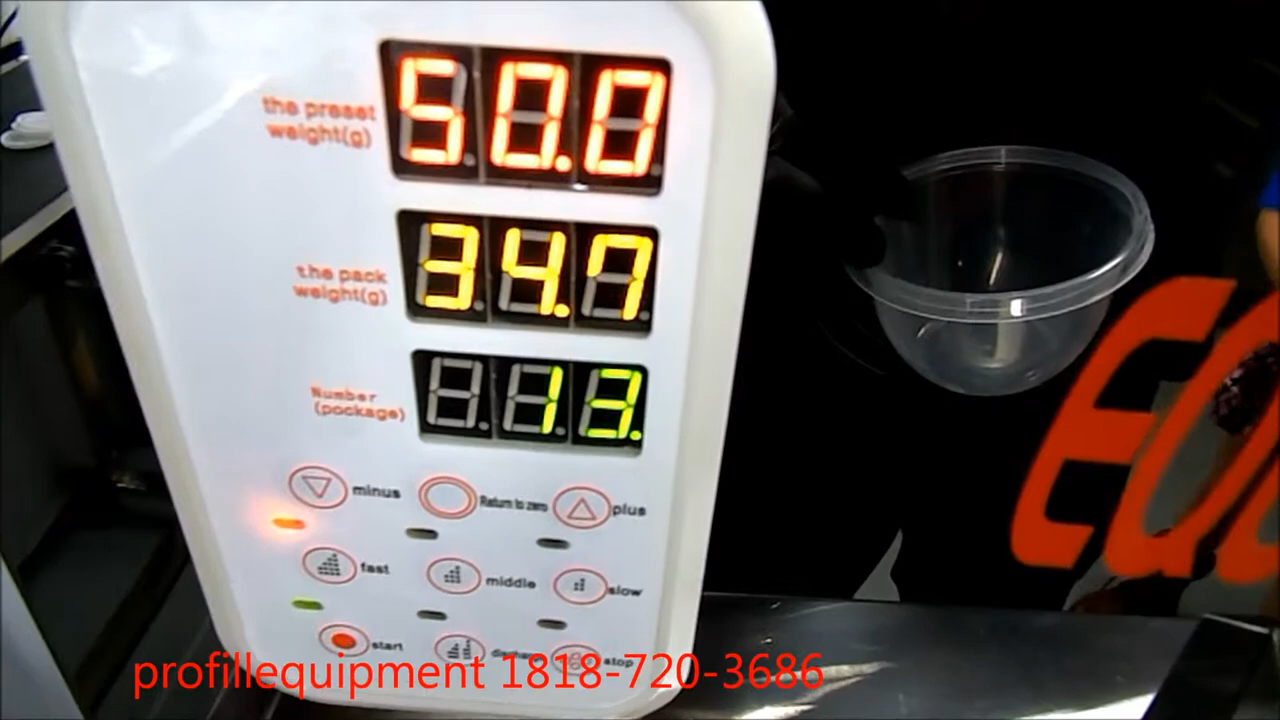 the preset
weight(g)
50.0
the pack
weight(g)
34.7
Number
(package)
13.
minus
Return to zero
plus
fast
middle
slow
start
stop
profillequipment 1818-720-3686